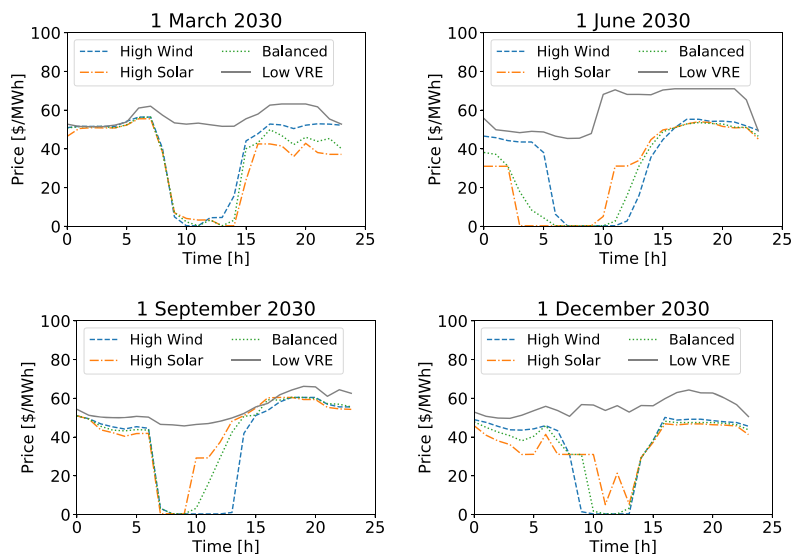 1 March 2030
Price [$/MWh]
100
80
60
40
20
0
High Wind
High Solar
Balanced
Low VRE
0 5 10 15 20 25
Time [h]
1 June 2030
Price [$/MWh]
100
80
60
40
20
0
High Wind
High Solar
Balanced
Low VRE
0 5 10 15 20 25
Time [h]
1 September 2030
Price [$/MWh]
100
80
60
40
20
0
High Wind
High Solar
Balanced
Low VRE
0 5 10 15 20 25
Time [h]
1 December 2030
Price [$/MWh]
100
80
60
40
20
0
High Wind
High Solar
Balanced
Low VRE
0 5 10 15 20 25
Time [h]